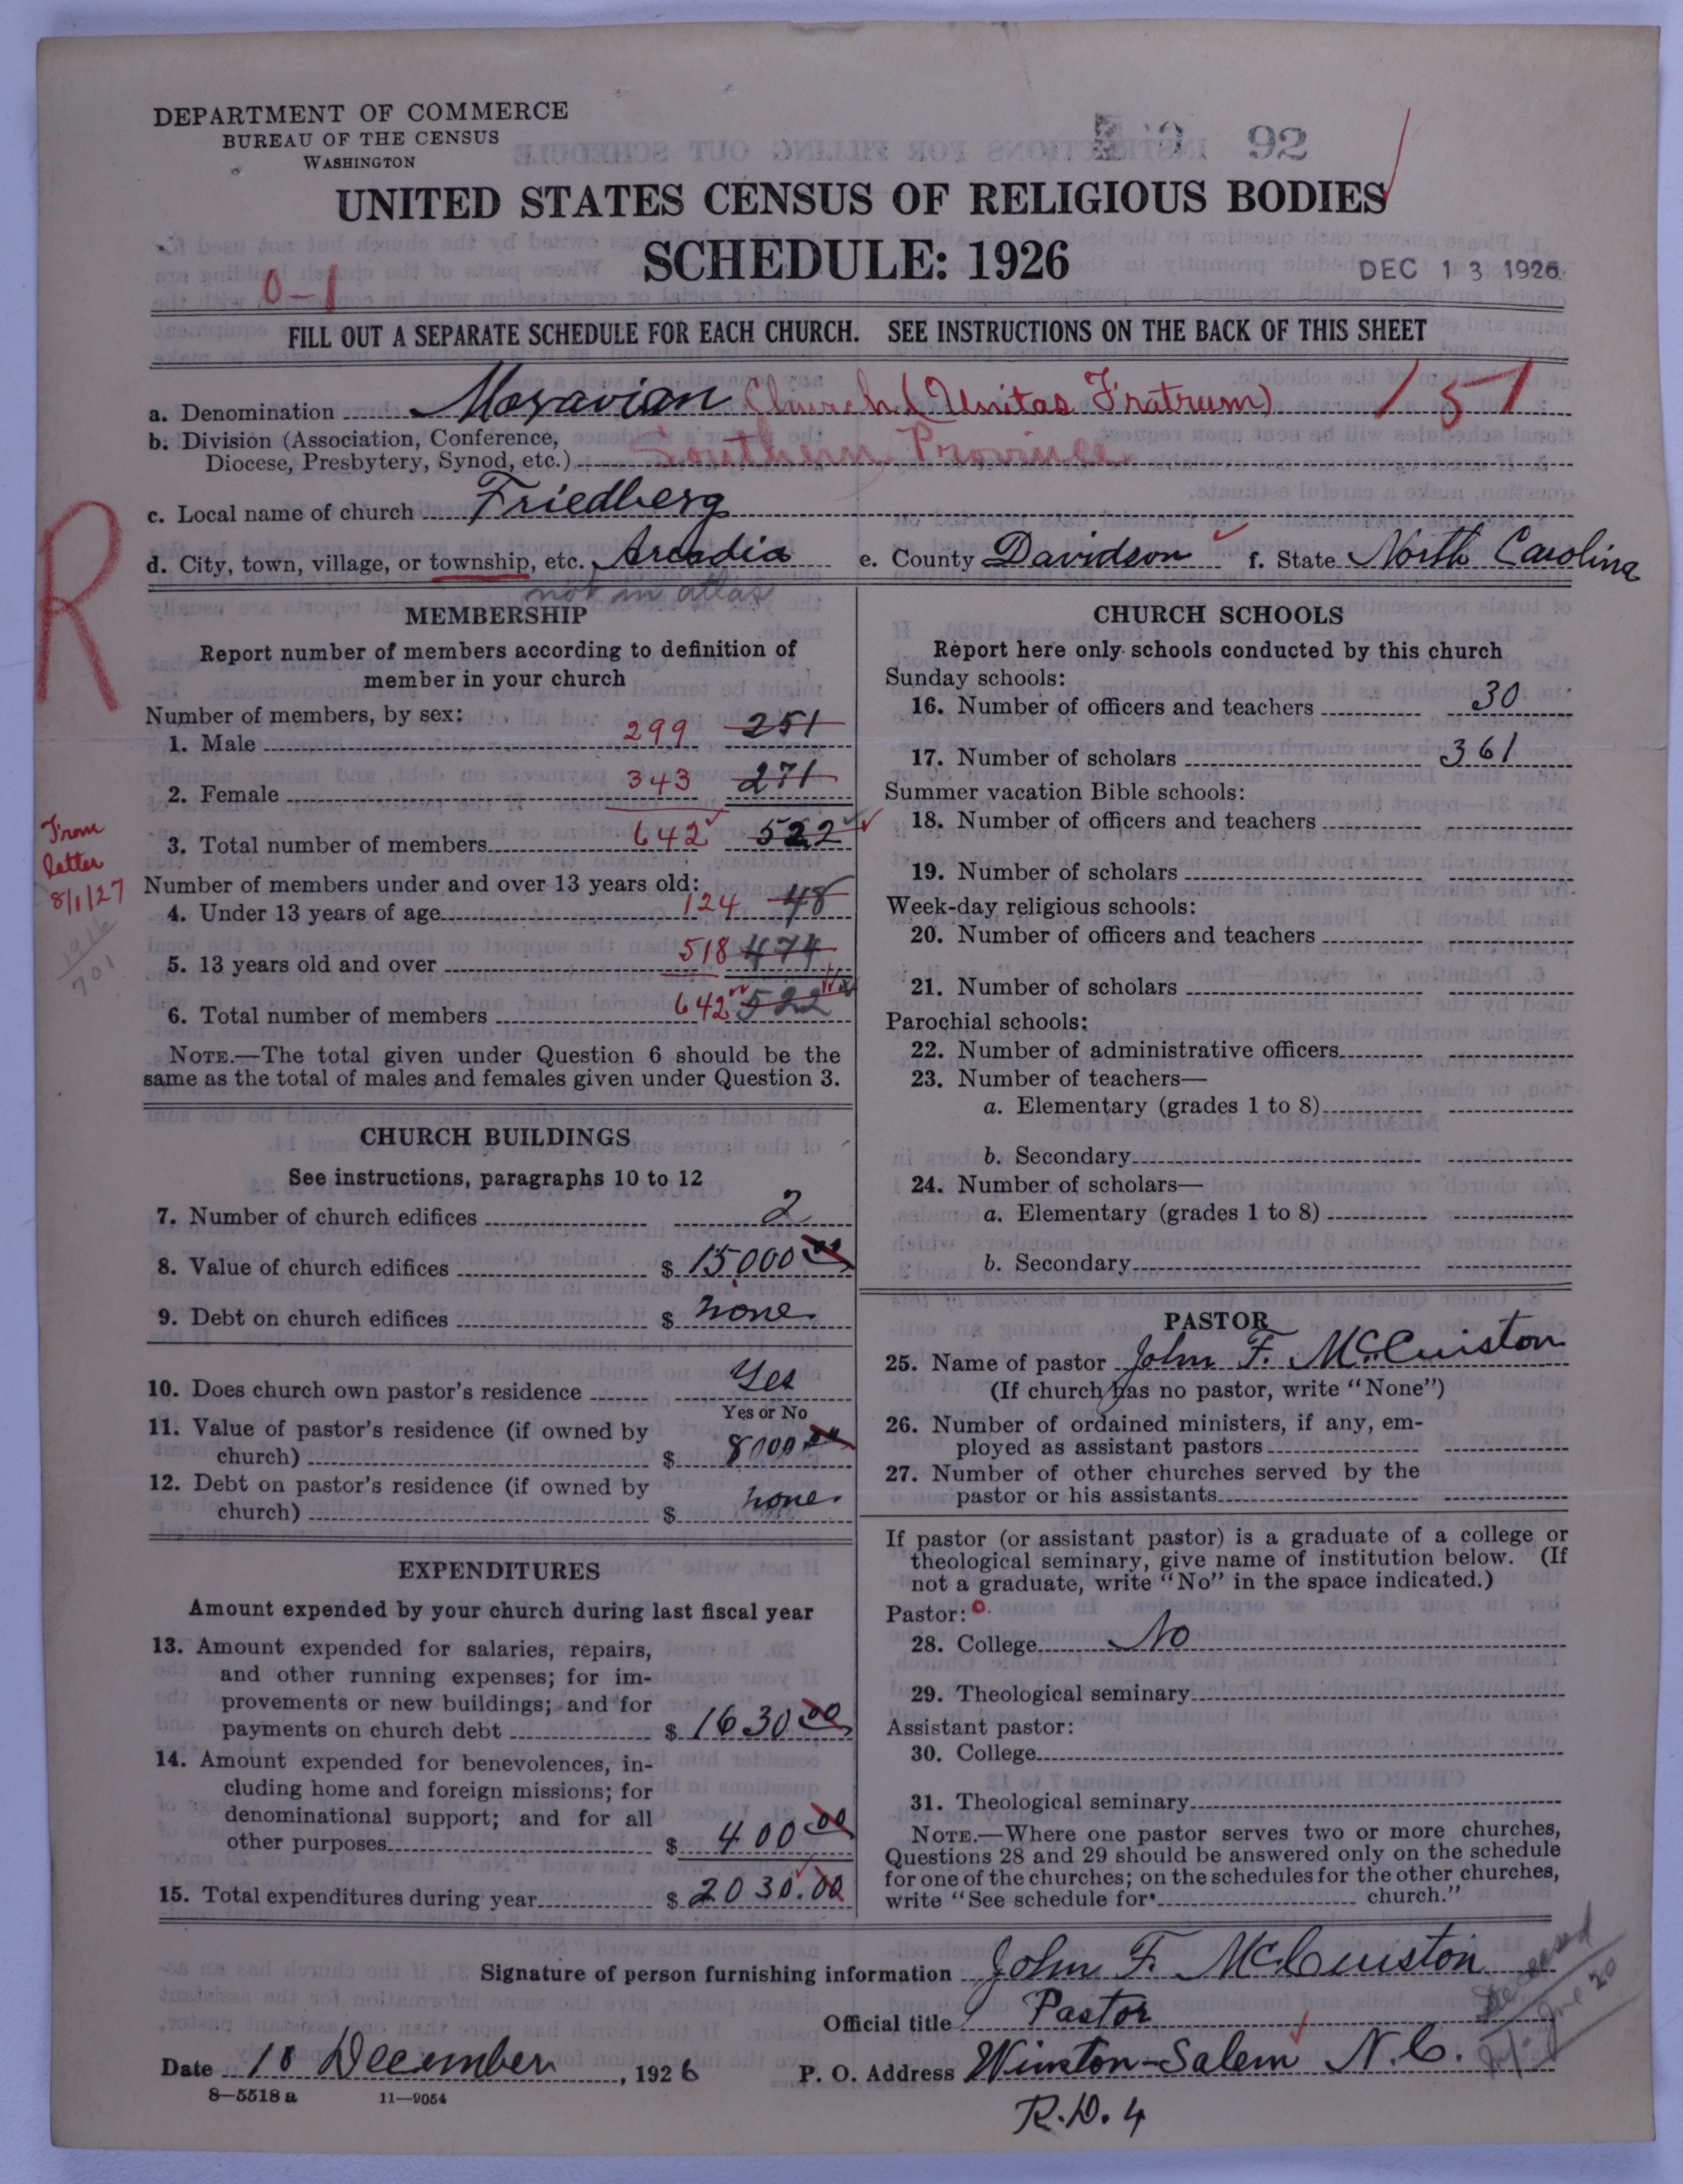 DEPARTMENT OF COMMERCE
BUREAU OF THE CENSUS
WASHINGTON
92
UNITED STATES CENSUS OF RELIGIOUS BODIES
SCHEDULE: 1926
DEC 13 1926
0-1
FILL OUT A SEPARATE SCHEDULE FOR EACH CHURCH. SEE INSTRUCTIONS ON THE BACK OF THIS SHEET
a. Denomination Moravian Church (Unitas Fratrum) 151
b. Division (Association, Conference,
Diocese, Presbytery, Synod, etc.) Southern Province
c. Local name of church Friedberg
R
d. City, town, village, or township, etc. Arcadia e. County Davidson f. State North Carolina
not in atlas
MEMBERSHIP
Report number of members according to definition of
member in your church
Number of members, by sex:
1. Male 299 251
2. Female 343 271
3. Total number of members 642 522
From
letter
8/1/27
1916
701
Number of members under and over 13 years old:
4. Under 13 years of age 124 48
5. 13 years old and over 518 474
6. Total number of members 642 522
NOTE.—The total given under Question 6 should be the
same as the total of males and females given under Question 3.
CHURCH BUILDINGS
See instructions, paragraphs 10 to 12
7. Number of church edifices 2
8. Value of church edifices $ 15000 00
9. Debt on church edifices $ none
10. Does church own pastor's residence Yes
Yes or No
11. Value of pastor's residence (if owned by
church) $ 8000 00
12. Debt on pastor's residence (if owned by
church) $ none
EXPENDITURES
Amount expended by your church during last fiscal year
13. Amount expended for salaries, repairs,
and other running expenses; for im-
provements or new buildings; and for
payments on church debt $ 1630 00
14. Amount expended for benevolences, in-
cluding home and foreign missions; for
denominational support; and for all
other purposes $ 400 00
15. Total expenditures during year $ 2030.00
CHURCH SCHOOLS
Report here only schools conducted by this church
Sunday schools:
16. Number of officers and teachers 30
17. Number of scholars 361
Summer vacation Bible schools:
18. Number of officers and teachers
19. Number of scholars
Week-day religious schools:
20. Number of officers and teachers
21. Number of scholars
Parochial schools:
22. Number of administrative officers
23. Number of teachers—
a. Elementary (grades 1 to 8)
b. Secondary
24. Number of scholars—
a. Elementary (grades 1 to 8)
b. Secondary
PASTOR
25. Name of pastor John F. McCuiston
(If church has no pastor, write "None")
26. Number of ordained ministers, if any, em-
ployed as assistant pastors
27. Number of other churches served by the
pastor or his assistants
If pastor (or assistant pastor) is a graduate of a college or
theological seminary, give name of institution below. (If
not a graduate, write "No" in the space indicated.)
Pastor:
28. College No
29. Theological seminary
Assistant pastor:
30. College
31. Theological seminary
NOTE.—Where one pastor serves two or more churches,
Questions 28 and 29 should be answered only on the schedule
for one of the churches; on the schedules for the other churches,
write "See schedule for church."
Signature of person furnishing information John F. McCuiston
Official title Pastor
Date 10 December, 1926 P. O. Address Winston-Salem N.C.
R.D. 4
8—5518 a 11—9054